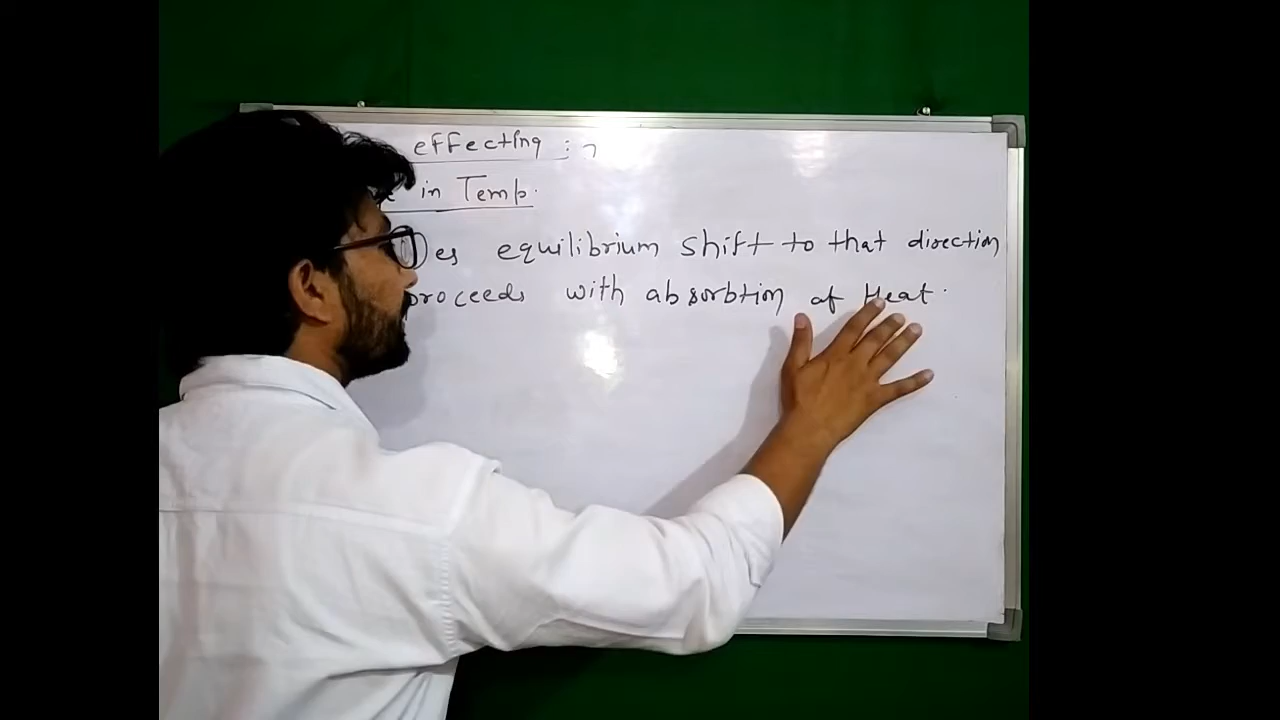 effecting :-
in Temp.
es equilibrium shift to that direction
proceeds with absorbtion of Heat.